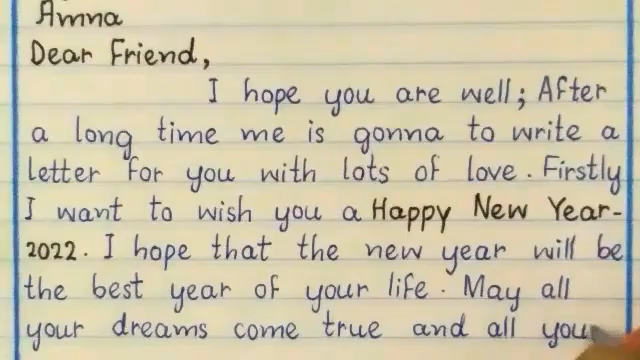 Amna
Dear Friend,
I hope you are well; After
a long time me is gonna to write a
letter for you with lots of love. Firstly
I want to wish you a Happy New Year-
2022. I hope that the new year will be
the best year of your life. May all
your dreams come true and all you